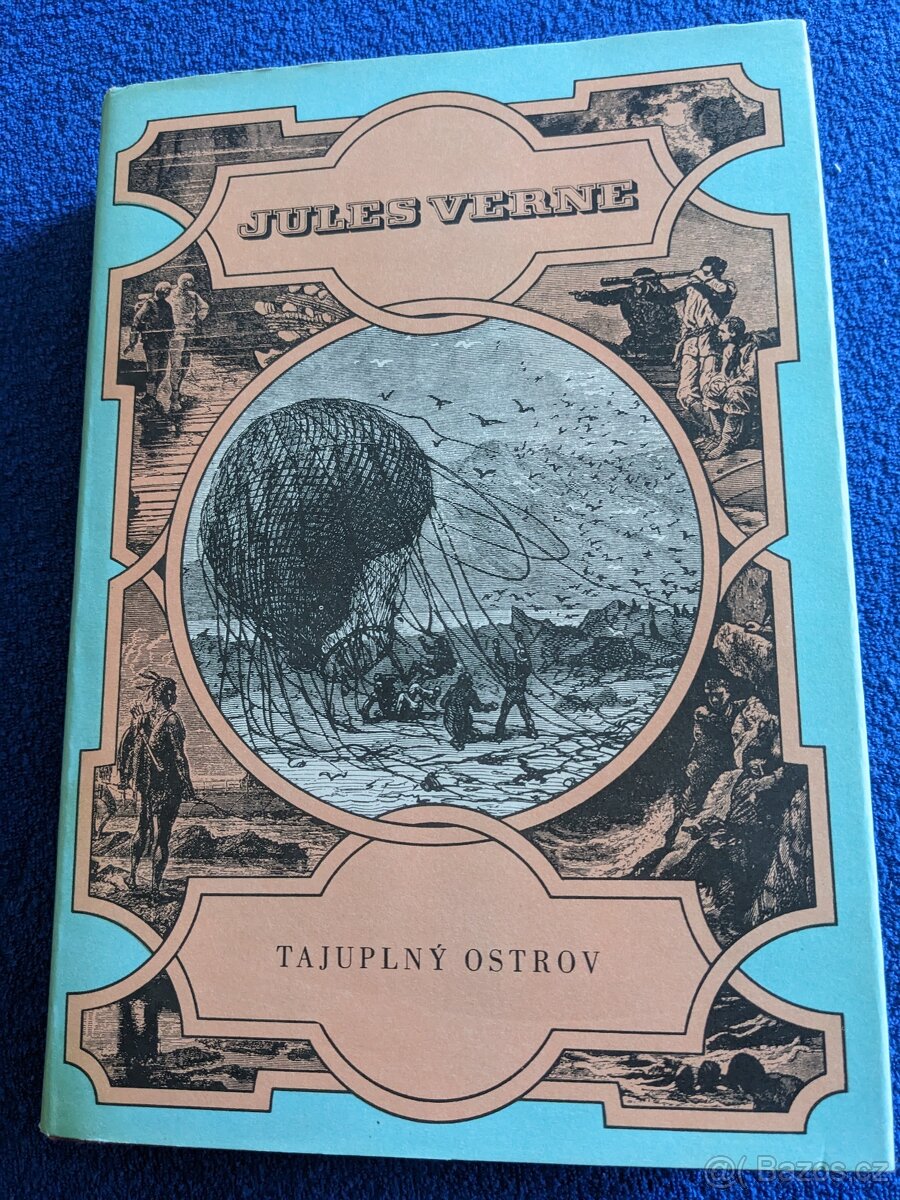 JULES VERNE
TAJUPLNÝ OSTROV
@( Bazos.cz